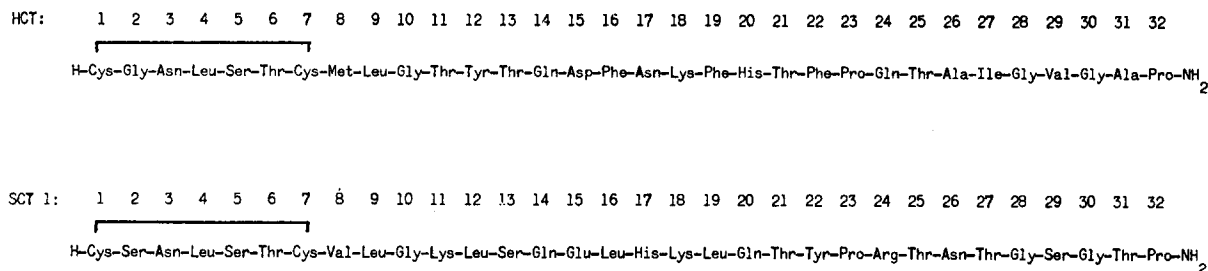 HCT: 1 2 3 4 5 6 7 8 9 10 11 12 13 14 15 16 17 18 19 20 21 22 23 24 25 26 27 28 29 30 31 32
H-Cys-Gly-Asn-Leu-Ser-Thr-Cys-Met-Leu-Gly-Thr-Tyr-Thr-Gln-Asp-Phe-Asn-Lys-Phe-His-Thr-Phe-Pro-Gln-Thr-Ala-Ile-Gly-Val-Gly-Ala-Pro-NH2
SCT 1: 1 2 3 4 5 6 7 8 9 10 11 12 13 14 15 16 17 18 19 20 21 22 23 24 25 26 27 28 29 30 31 32
H-Cys-Ser-Asn-Leu-Ser-Thr-Cys-Val-Leu-Gly-Lys-Leu-Ser-Gln-Glu-Leu-His-Lys-Leu-Gln-Thr-Tyr-Pro-Arg-Thr-Asn-Thr-Gly-Ser-Gly-Thr-Pro-NH2